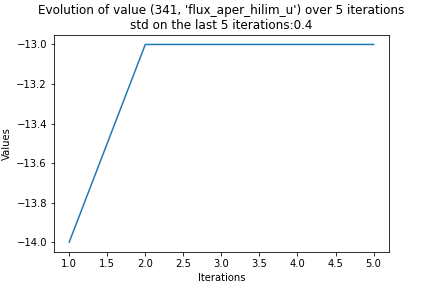 Evolution of value (341, 'flux_aper_hilim_u') over 5 iterations
std on the last 5 iterations:0.4
−13.0
−13.2
−13.4
−13.6
−13.8
−14.0
Values
1.0 1.5 2.0 2.5 3.0 3.5 4.0 4.5 5.0
Iterations